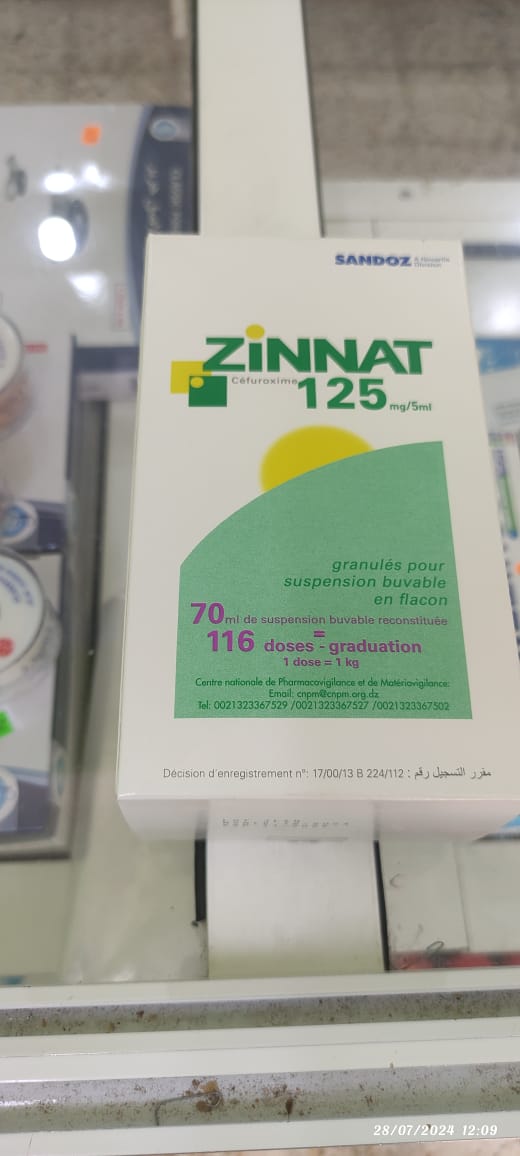 SANDOZ A Novartis
Division
ZiNNAT
Céfuroxime 125 mg/5ml
granulés pour
suspension buvable
en flacon
70 ml de suspension buvable reconstituée
=
116 doses - graduation
1 dose = 1 kg
Centre nationale de Pharmacovigilance et de Matériovigilance:
Email: cnpm@cnpm.org.dz
Tel: 0021323367529 /0021323367527 /0021323367502
Décision d'enregistrement n°: 17/00/13 B 224/112 : مقرر التسجيل رقم
28/07/2024 12:09